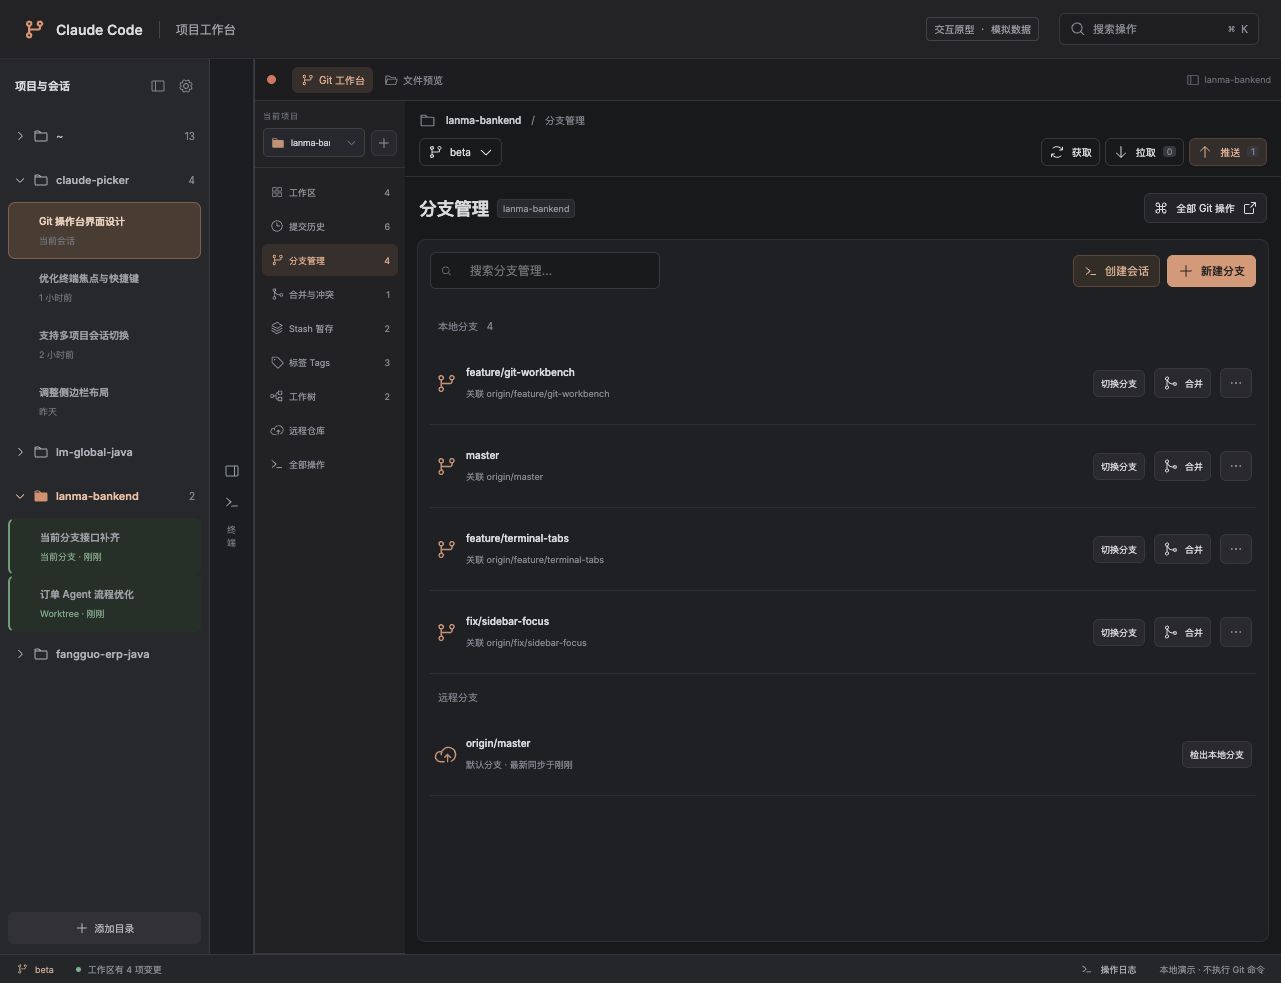 Claude Code
项目工作台
交互原型 · 模拟数据
搜索操作
⌘ K
项目与会话
~
13
claude-picker
4
Git 操作台界面设计
当前会话
优化终端焦点与快捷键
1 小时前
支持多项目会话切换
2 小时前
调整侧边栏布局
昨天
lm-global-java
lanma-bankend
2
当前分支接口补齐
当前分支 · 刚刚
订单 Agent 流程优化
Worktree · 刚刚
fangguo-erp-java
添加目录
终端
Git 工作台
文件预览
lanma-bankend
当前项目
lanma-bar
工作区
4
提交历史
6
分支管理
4
合并与冲突
1
Stash 暂存
2
标签 Tags
3
工作树
2
远程仓库
全部操作
lanma-bankend / 分支管理
beta
获取
拉取 0
推送 1
分支管理
lanma-bankend
⌘ 全部 Git 操作
搜索分支管理...
创建会话
新建分支
本地分支 4
feature/git-workbench
关联 origin/feature/git-workbench
切换分支
合并
···
master
关联 origin/master
切换分支
合并
···
feature/terminal-tabs
关联 origin/feature/terminal-tabs
切换分支
合并
···
fix/sidebar-focus
关联 origin/fix/sidebar-focus
切换分支
合并
···
远程分支
origin/master
默认分支 · 最新同步于刚刚
检出本地分支
beta
工作区有 4 项变更
操作日志
本地演示 · 不执行 Git 命令